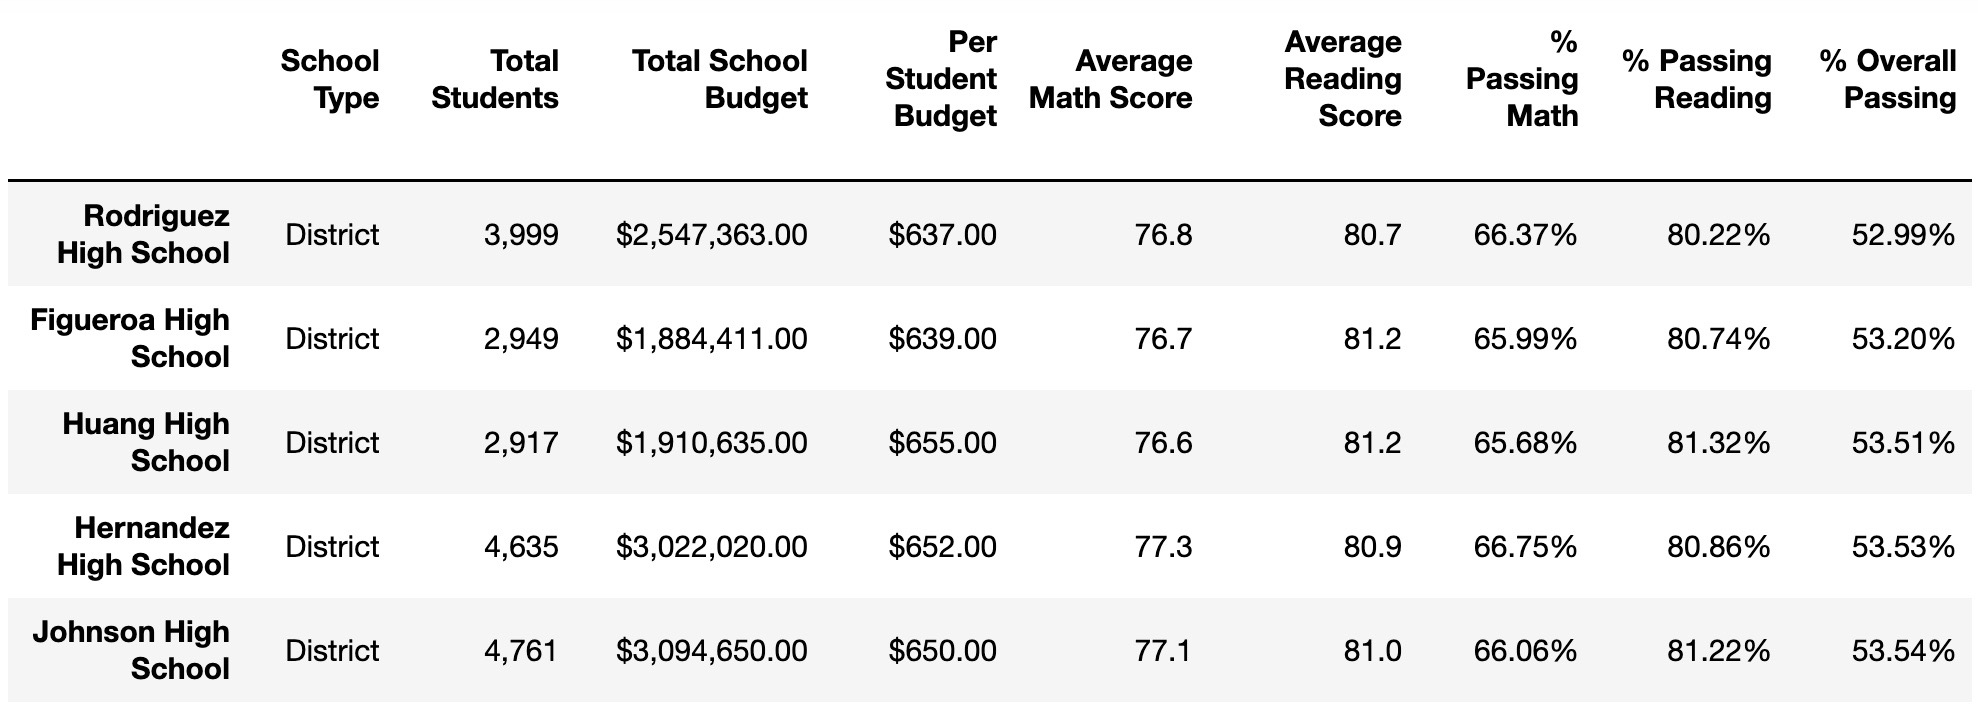 School Type Total Students Total School Budget Per Student Budget Average Math Score Average Reading Score % Passing Math % Passing Reading % Overall Passing
Rodriguez High School District 3,999 $2,547,363.00 $637.00 76.8 80.7 66.37% 80.22% 52.99%
Figueroa High School District 2,949 $1,884,411.00 $639.00 76.7 81.2 65.99% 80.74% 53.20%
Huang High School District 2,917 $1,910,635.00 $655.00 76.6 81.2 65.68% 81.32% 53.51%
Hernandez High School District 4,635 $3,022,020.00 $652.00 77.3 80.9 66.75% 80.86% 53.53%
Johnson High School District 4,761 $3,094,650.00 $650.00 77.1 81.0 66.06% 81.22% 53.54%